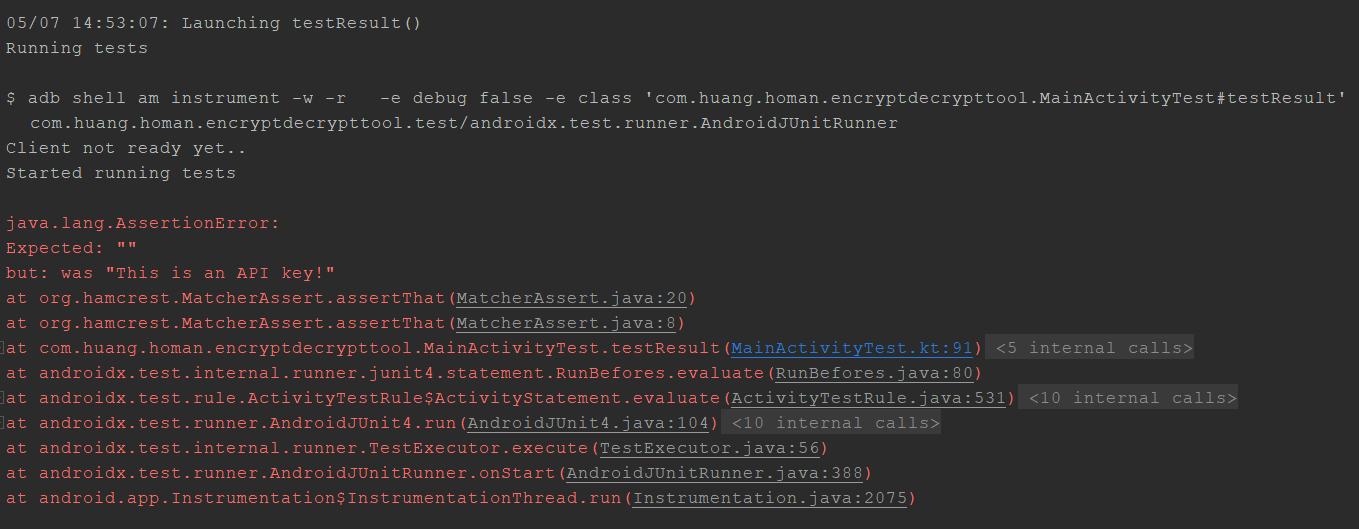 05/07 14:53:07: Launching testResult()
Running tests
$ adb shell am instrument -w -r   -e debug false -e class 'com.huang.homan.encryptdecrypttool.MainActivityTest#testResult'
com.huang.homan.encryptdecrypttool.test/androidx.test.runner.AndroidJUnitRunner
Client not ready yet..
Started running tests
java.lang.AssertionError:
Expected: ""
but: was "This is an API key!"
at org.hamcrest.MatcherAssert.assertThat(MatcherAssert.java:20)
at org.hamcrest.MatcherAssert.assertThat(MatcherAssert.java:8)
at com.huang.homan.encryptdecrypttool.MainActivityTest.testResult(MainActivityTest.kt:91) <5 internal calls>
at androidx.test.internal.runner.junit4.statement.RunBefores.evaluate(RunBefores.java:80)
at androidx.test.rule.ActivityTestRule$ActivityStatement.evaluate(ActivityTestRule.java:531) <10 internal calls>
at androidx.test.runner.AndroidJUnit4.run(AndroidJUnit4.java:104) <10 internal calls>
at androidx.test.internal.runner.TestExecutor.execute(TestExecutor.java:56)
at androidx.test.runner.AndroidJUnitRunner.onStart(AndroidJUnitRunner.java:388)
at android.app.Instrumentation$InstrumentationThread.run(Instrumentation.java:2075)